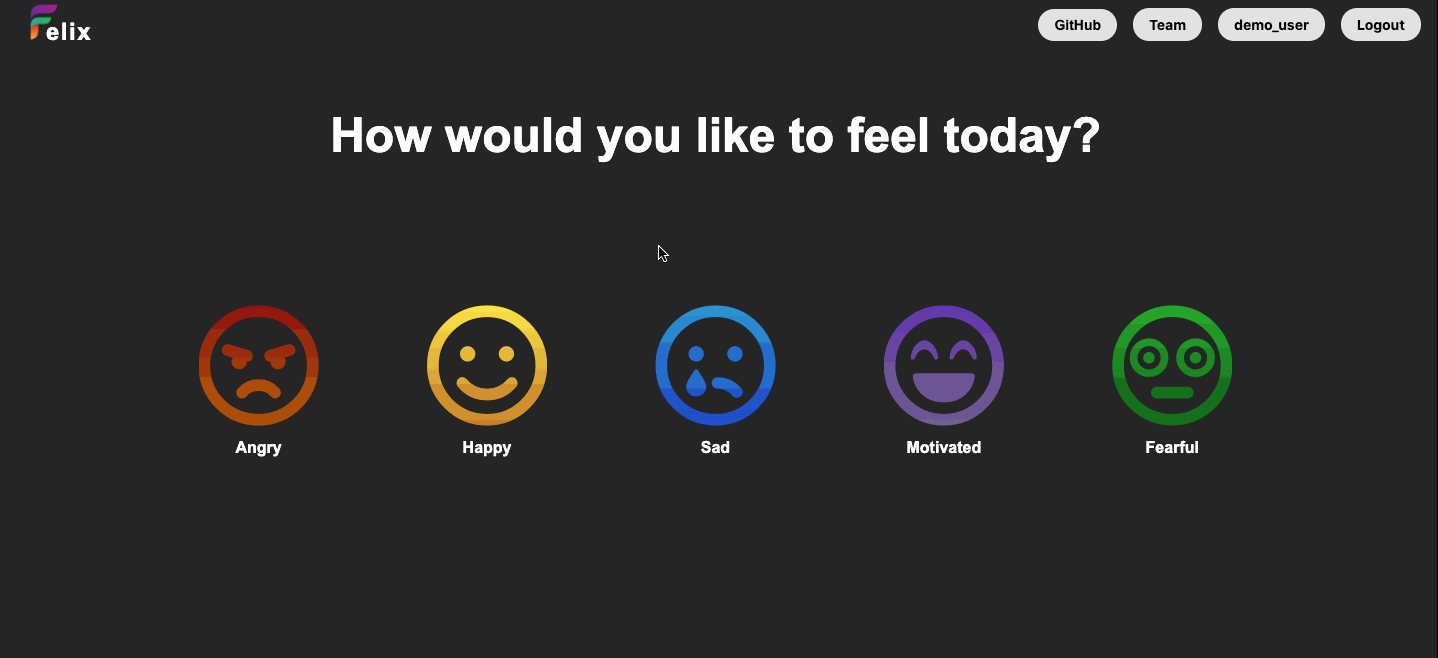 Felix
GitHub
Team
demo_user
Logout
How would you like to feel today?
Angry
Happy
Sad
Motivated
Fearful